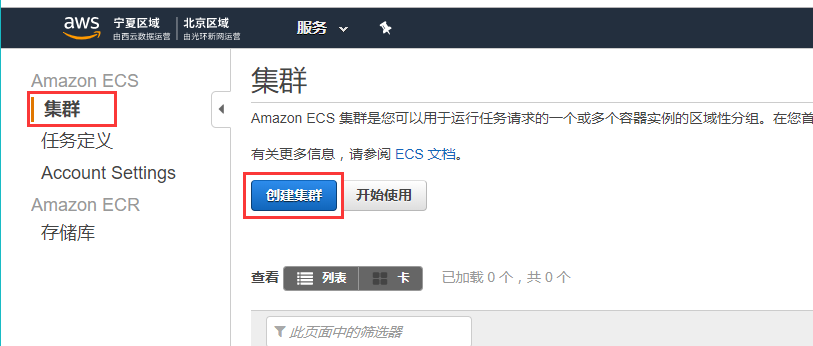 aws 宁夏区域 北京区域 服务
由西云数据运营 由光环新网运营
Amazon ECS
集群
任务定义
Account Settings
Amazon ECR
存储库
集群
Amazon ECS 集群是您可以用于运行任务请求的一个或多个容器实例的区域性分组。在您首
有关更多信息，请参阅 ECS 文档。
创建集群 开始使用
查看 列表 卡 已加载 0 个，共 0 个
此页面中的筛选器